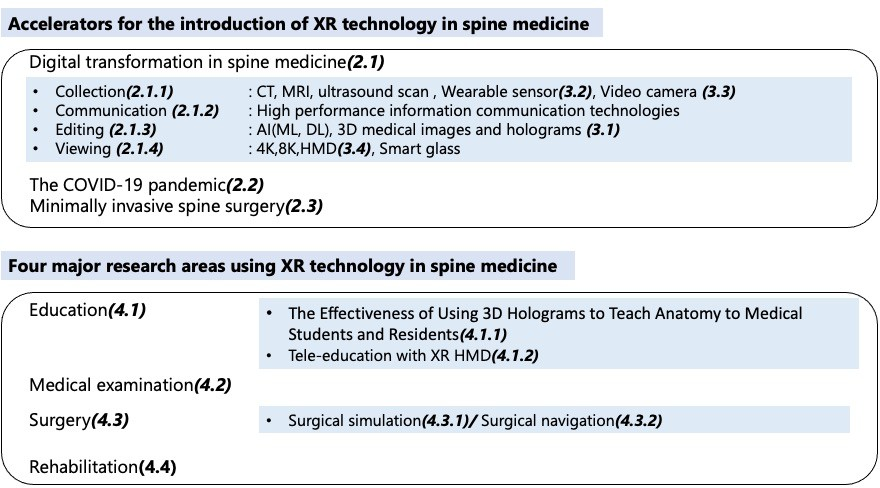 Accelerators for the introduction of XR technology in spine medicine
Digital transformation in spine medicine(2.1)
• Collection(2.1.1) : CT, MRI, ultrasound scan , Wearable sensor(3.2), Video camera (3.3)
• Communication (2.1.2) : High performance information communication technologies
• Editing (2.1.3) : AI(ML, DL), 3D medical images and holograms (3.1)
• Viewing (2.1.4) : 4K,8K,HMD(3.4), Smart glass
The COVID-19 pandemic(2.2)
Minimally invasive spine surgery(2.3)
Four major research areas using XR technology in spine medicine
Education(4.1)
• The Effectiveness of Using 3D Holograms to Teach Anatomy to Medical
Students and Residents(4.1.1)
• Tele-education with XR HMD(4.1.2)
Medical examination(4.2)
Surgery(4.3) • Surgical simulation(4.3.1)/ Surgical navigation(4.3.2)
Rehabilitation(4.4)